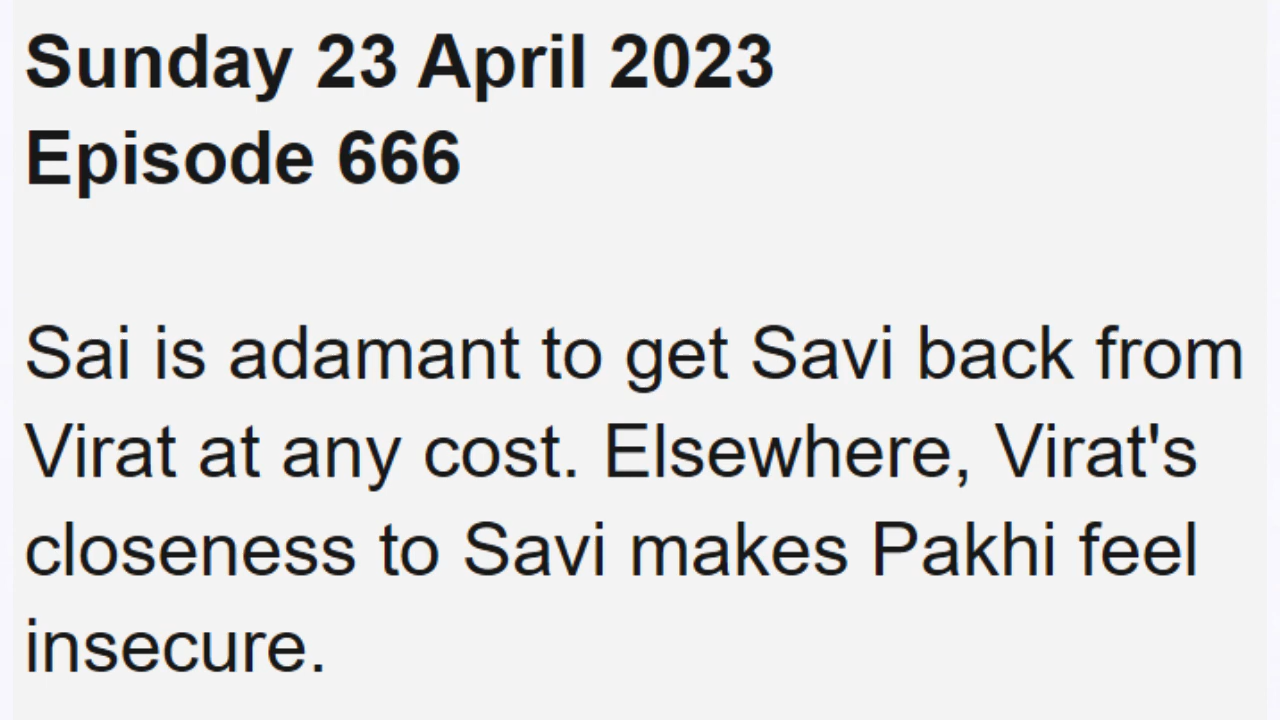 Sunday 23 April 2023
Episode 666
Sai is adamant to get Savi back from
Virat at any cost. Elsewhere, Virat's
closeness to Savi makes Pakhi feel
insecure.